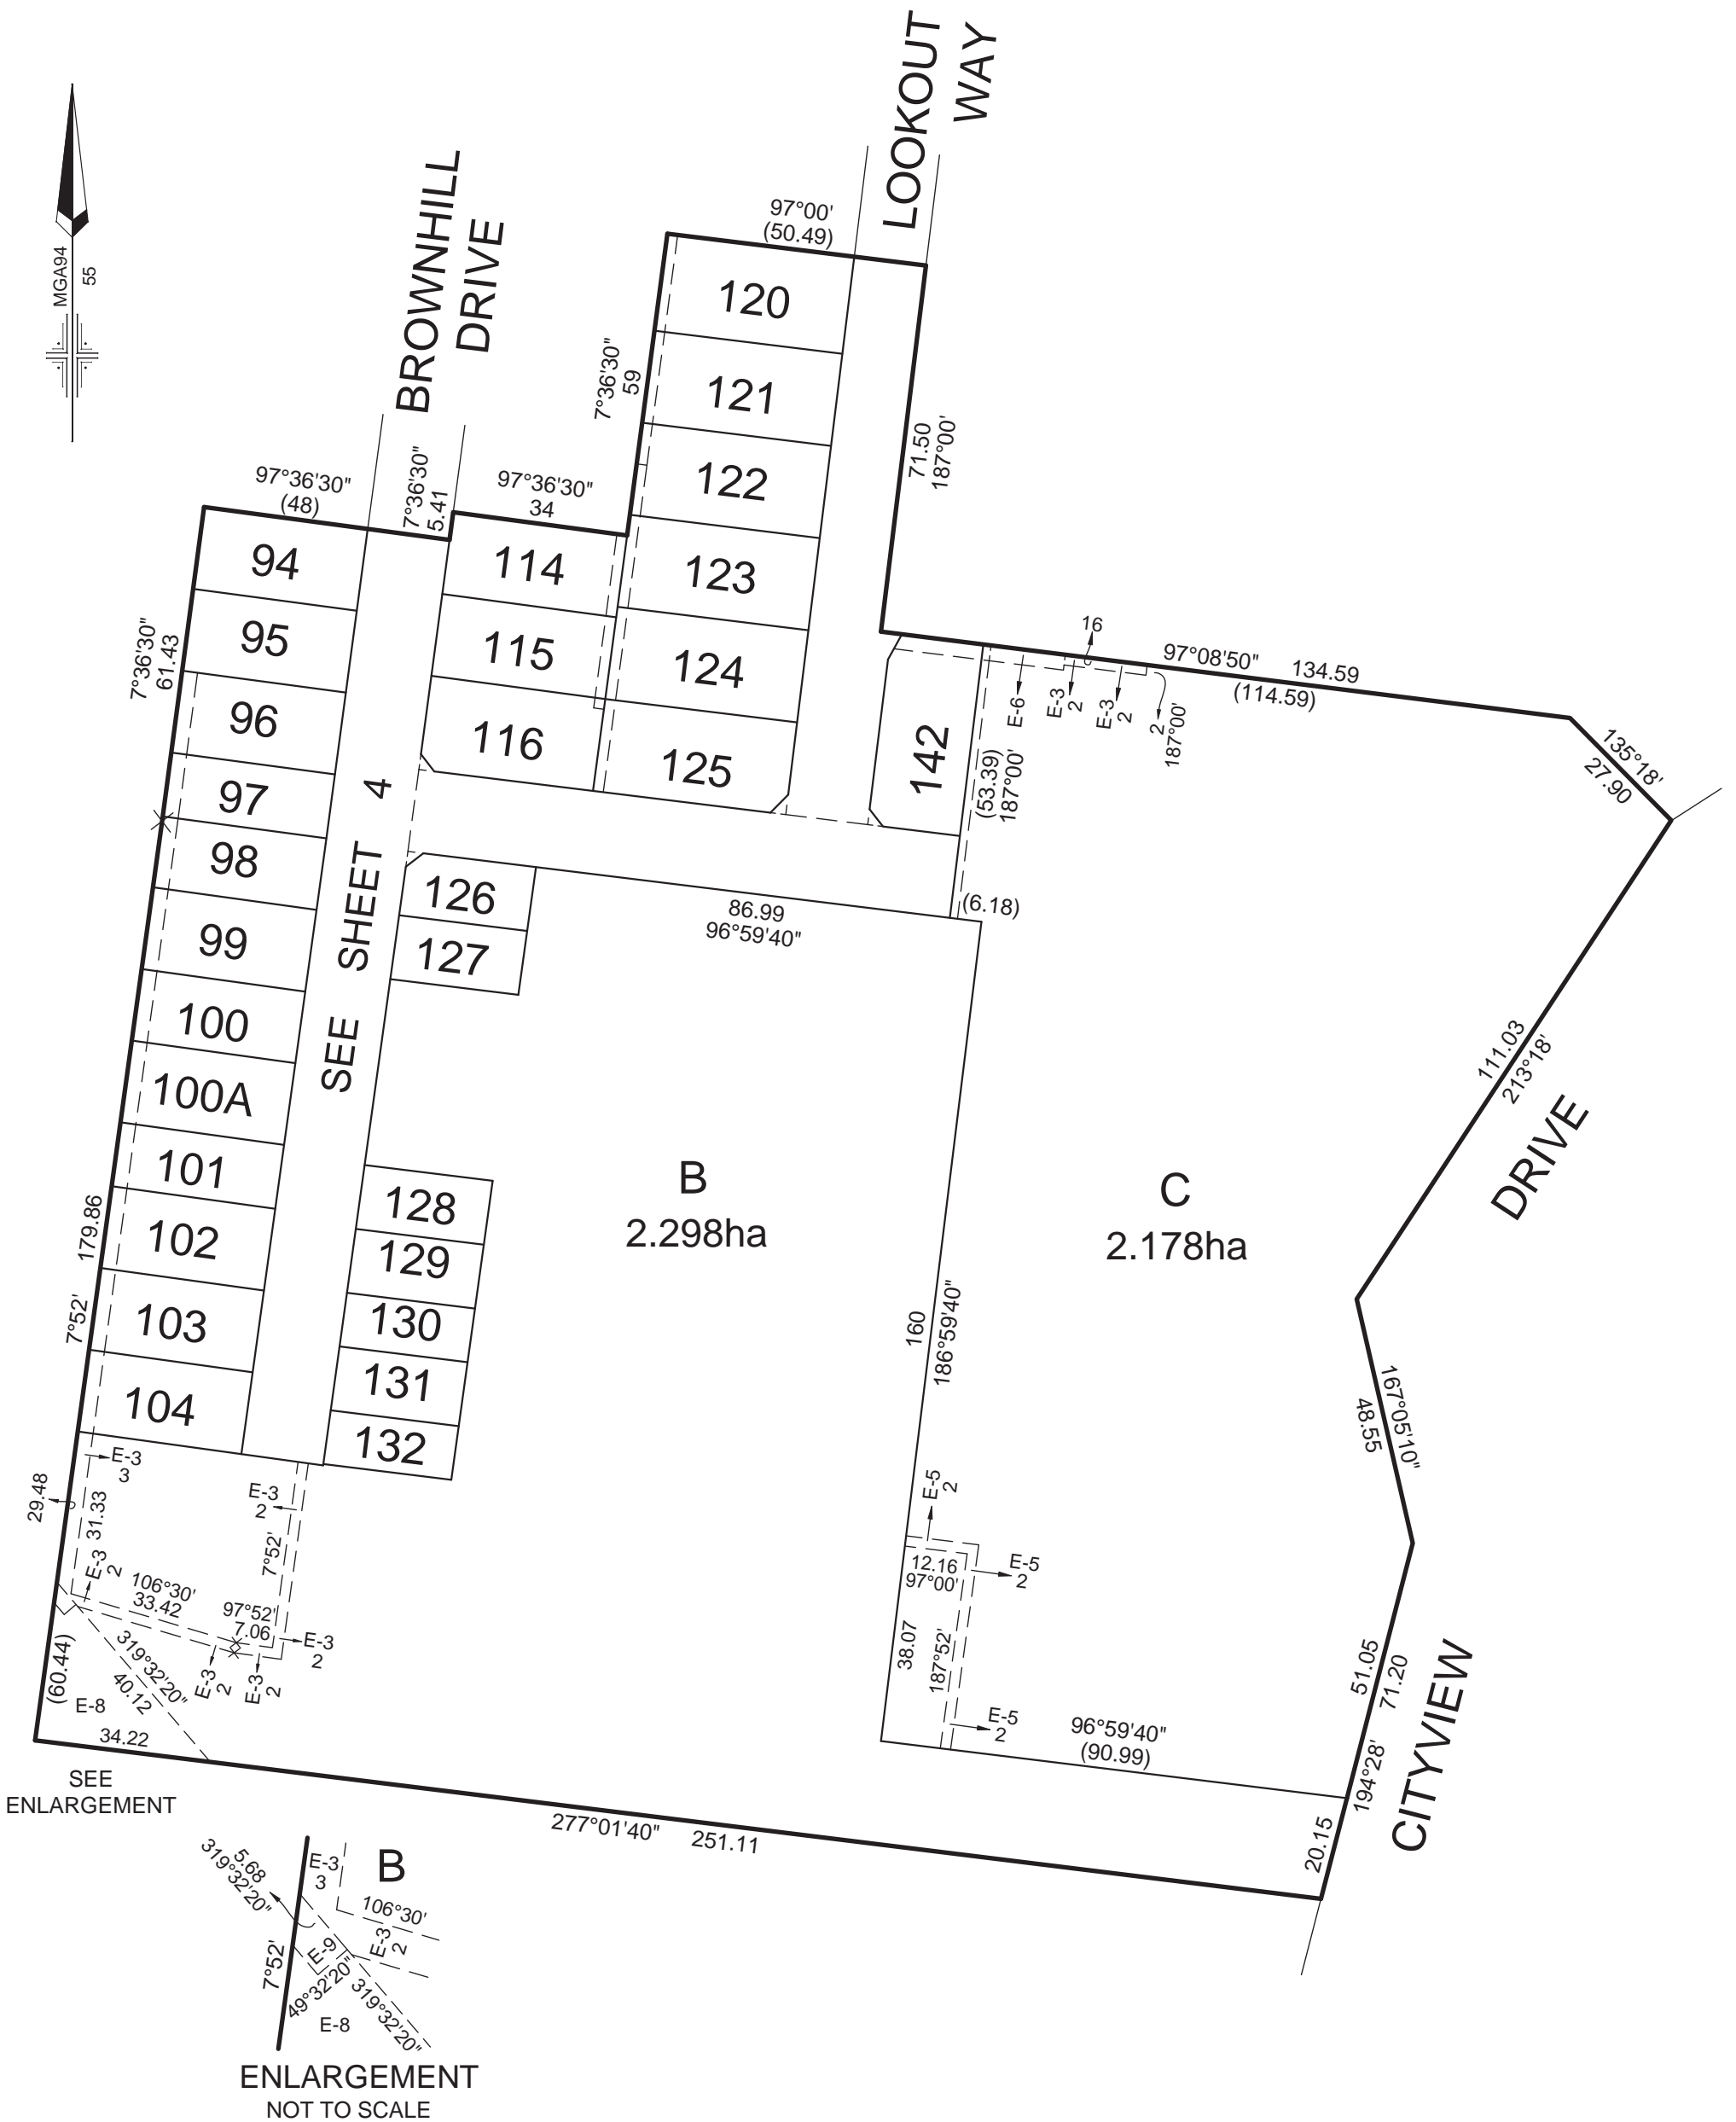 LOOKOUT
WAY
BROWNHILL
DRIVE
MGA94
55
97°00'
(50.49)
120
121
122
123
124
125
7°36'30"
59
71.50
187°00'
97°36'30"
(48)
7°36'30"
5.41
97°36'30"
34
94
95
96
97
98
99
100
100A
101
102
103
104
7°36'30"
61.43
114
115
116
SEE SHEET 4
16
97°08'50" 134.59
(114.59)
E-6
E-3
2
E-3
2
2
187°00'
142
(53.39)
187°00'
135°18'
27.90
126
127
86.99
96°59'40"
(6.18)
111.03
213°18'
DRIVE
B
2.298ha
C
2.178ha
128
129
130
131
132
179.86
7°52'
160
186°59'40"
167°05'10"
48.55
E-3
3
29.48
31.33
E-3
2
E-3
2
7°52'
106°30'
33.42
97°52'
7.06
E-3
2
E-3
2
E-3
2
319°32'20"
40.12
(60.44)
E-8
34.22
E-5
2
12.16
97°00'
E-5
2
38.07
187°52'
E-5
2
96°59'40"
(90.99)
51.05
71.20
194°28'
CITYVIEW
20.15
277°01'40" 251.11
SEE
ENLARGEMENT
5.68
319°32'20"
E-3
3
B
106°30'
E-3
2
7°52'
E-9
49°32'20"
319°32'20"
E-8
ENLARGEMENT
NOT TO SCALE